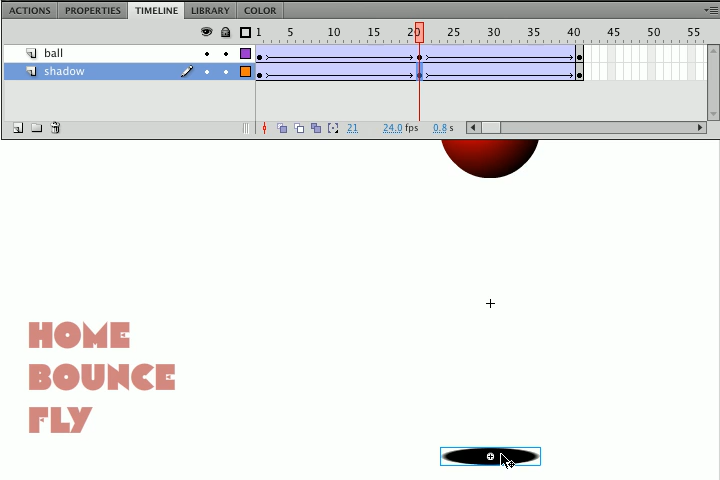 ACTIONS PROPERTIES TIMELINE LIBRARY COLOR
1 5 10 15 20 25 30 35 40 45 50 55
ball
shadow
21 24.0 fps 0.8 s
HOME
BOUNCE
FLY